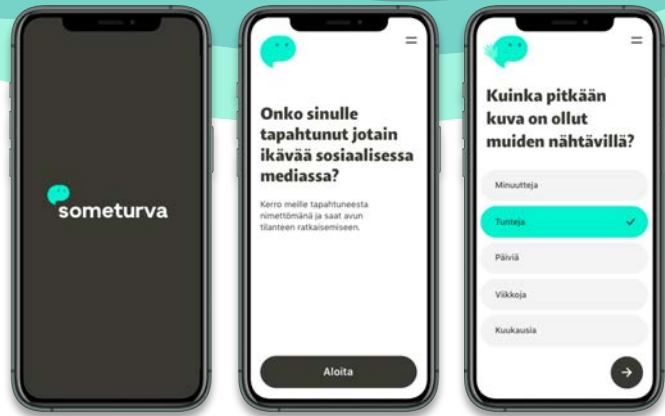 someturva
Onko sinulle
tapahtunut jotain
ikävää sosiaalisessa
mediassa?
Kerro meille tapahtuneesta
nimettömänä ja saat avun
tilanteen ratkaisemiseen.
Aloita
Kuinka pitkään
kuva on ollut
muiden nähtävillä?
Minuutteja
Tunteja
Päiviä
Viikkoja
Kuukausia